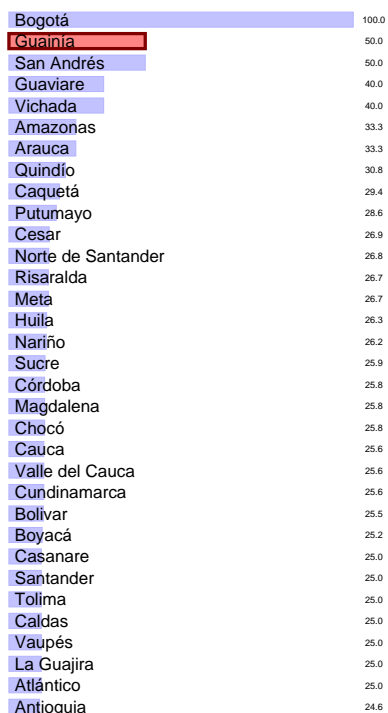 Bogotá 100.0
Guainía 50.0
San Andrés 50.0
Guaviare 40.0
Vichada 40.0
Amazonas 33.3
Arauca 33.3
Quindío 30.8
Caquetá 29.4
Putumayo 28.6
Cesar 26.9
Norte de Santander 26.8
Risaralda 26.7
Meta 26.7
Huila 26.3
Nariño 26.2
Sucre 25.9
Córdoba 25.8
Magdalena 25.8
Chocó 25.8
Cauca 25.6
Valle del Cauca 25.6
Cundinamarca 25.6
Bolivar 25.5
Boyacá 25.2
Casanare 25.0
Santander 25.0
Tolima 25.0
Caldas 25.0
Vaupés 25.0
La Guajira 25.0
Atlántico 25.0
Antioquia 24.6